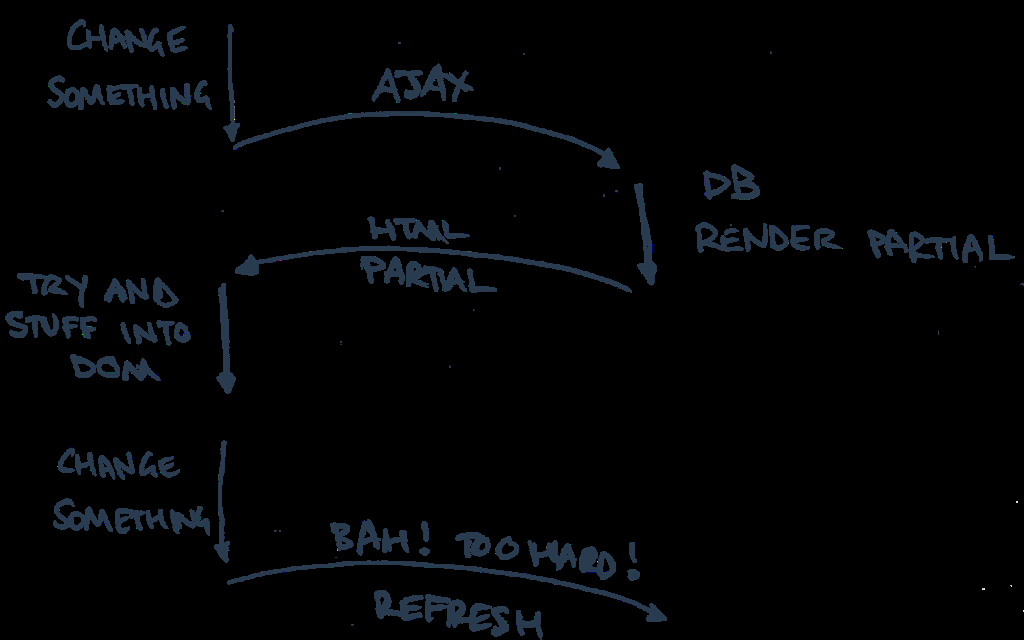 CHANGE
SOMETHING
AJAX
DB
RENDER PARTIAL
HTML
PARTIAL
TRY AND
STUFF INTO
DOM
CHANGE
SOMETHING
BAH! TOO HARD!
REFRESH